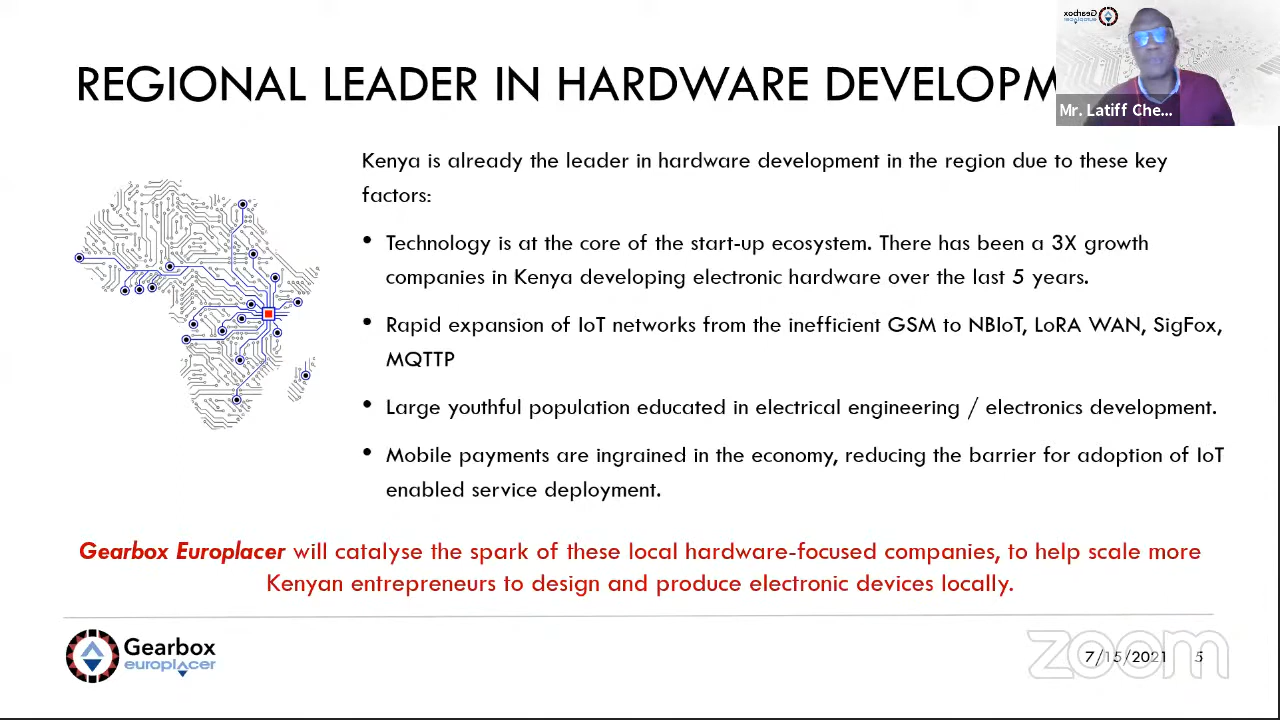 REGIONAL LEADER IN HARDWARE DEVELOPM
Mr. Latiff Che...
Kenya is already the leader in hardware development in the region due to these key
factors:
• Technology is at the core of the start-up ecosystem. There has been a 3X growth
companies in Kenya developing electronic hardware over the last 5 years.
• Rapid expansion of IoT networks from the inefficient GSM to NBIoT, LoRA WAN, SigFox,
MQTTP
• Large youthful population educated in electrical engineering / electronics development.
• Mobile payments are ingrained in the economy, reducing the barrier for adoption of IoT
enabled service deployment.
Gearbox Europlacer will catalyse the spark of these local hardware-focused companies, to help scale more
Kenyan entrepreneurs to design and produce electronic devices locally.
Gearbox
europlacer
7/15/2021 5
zoom